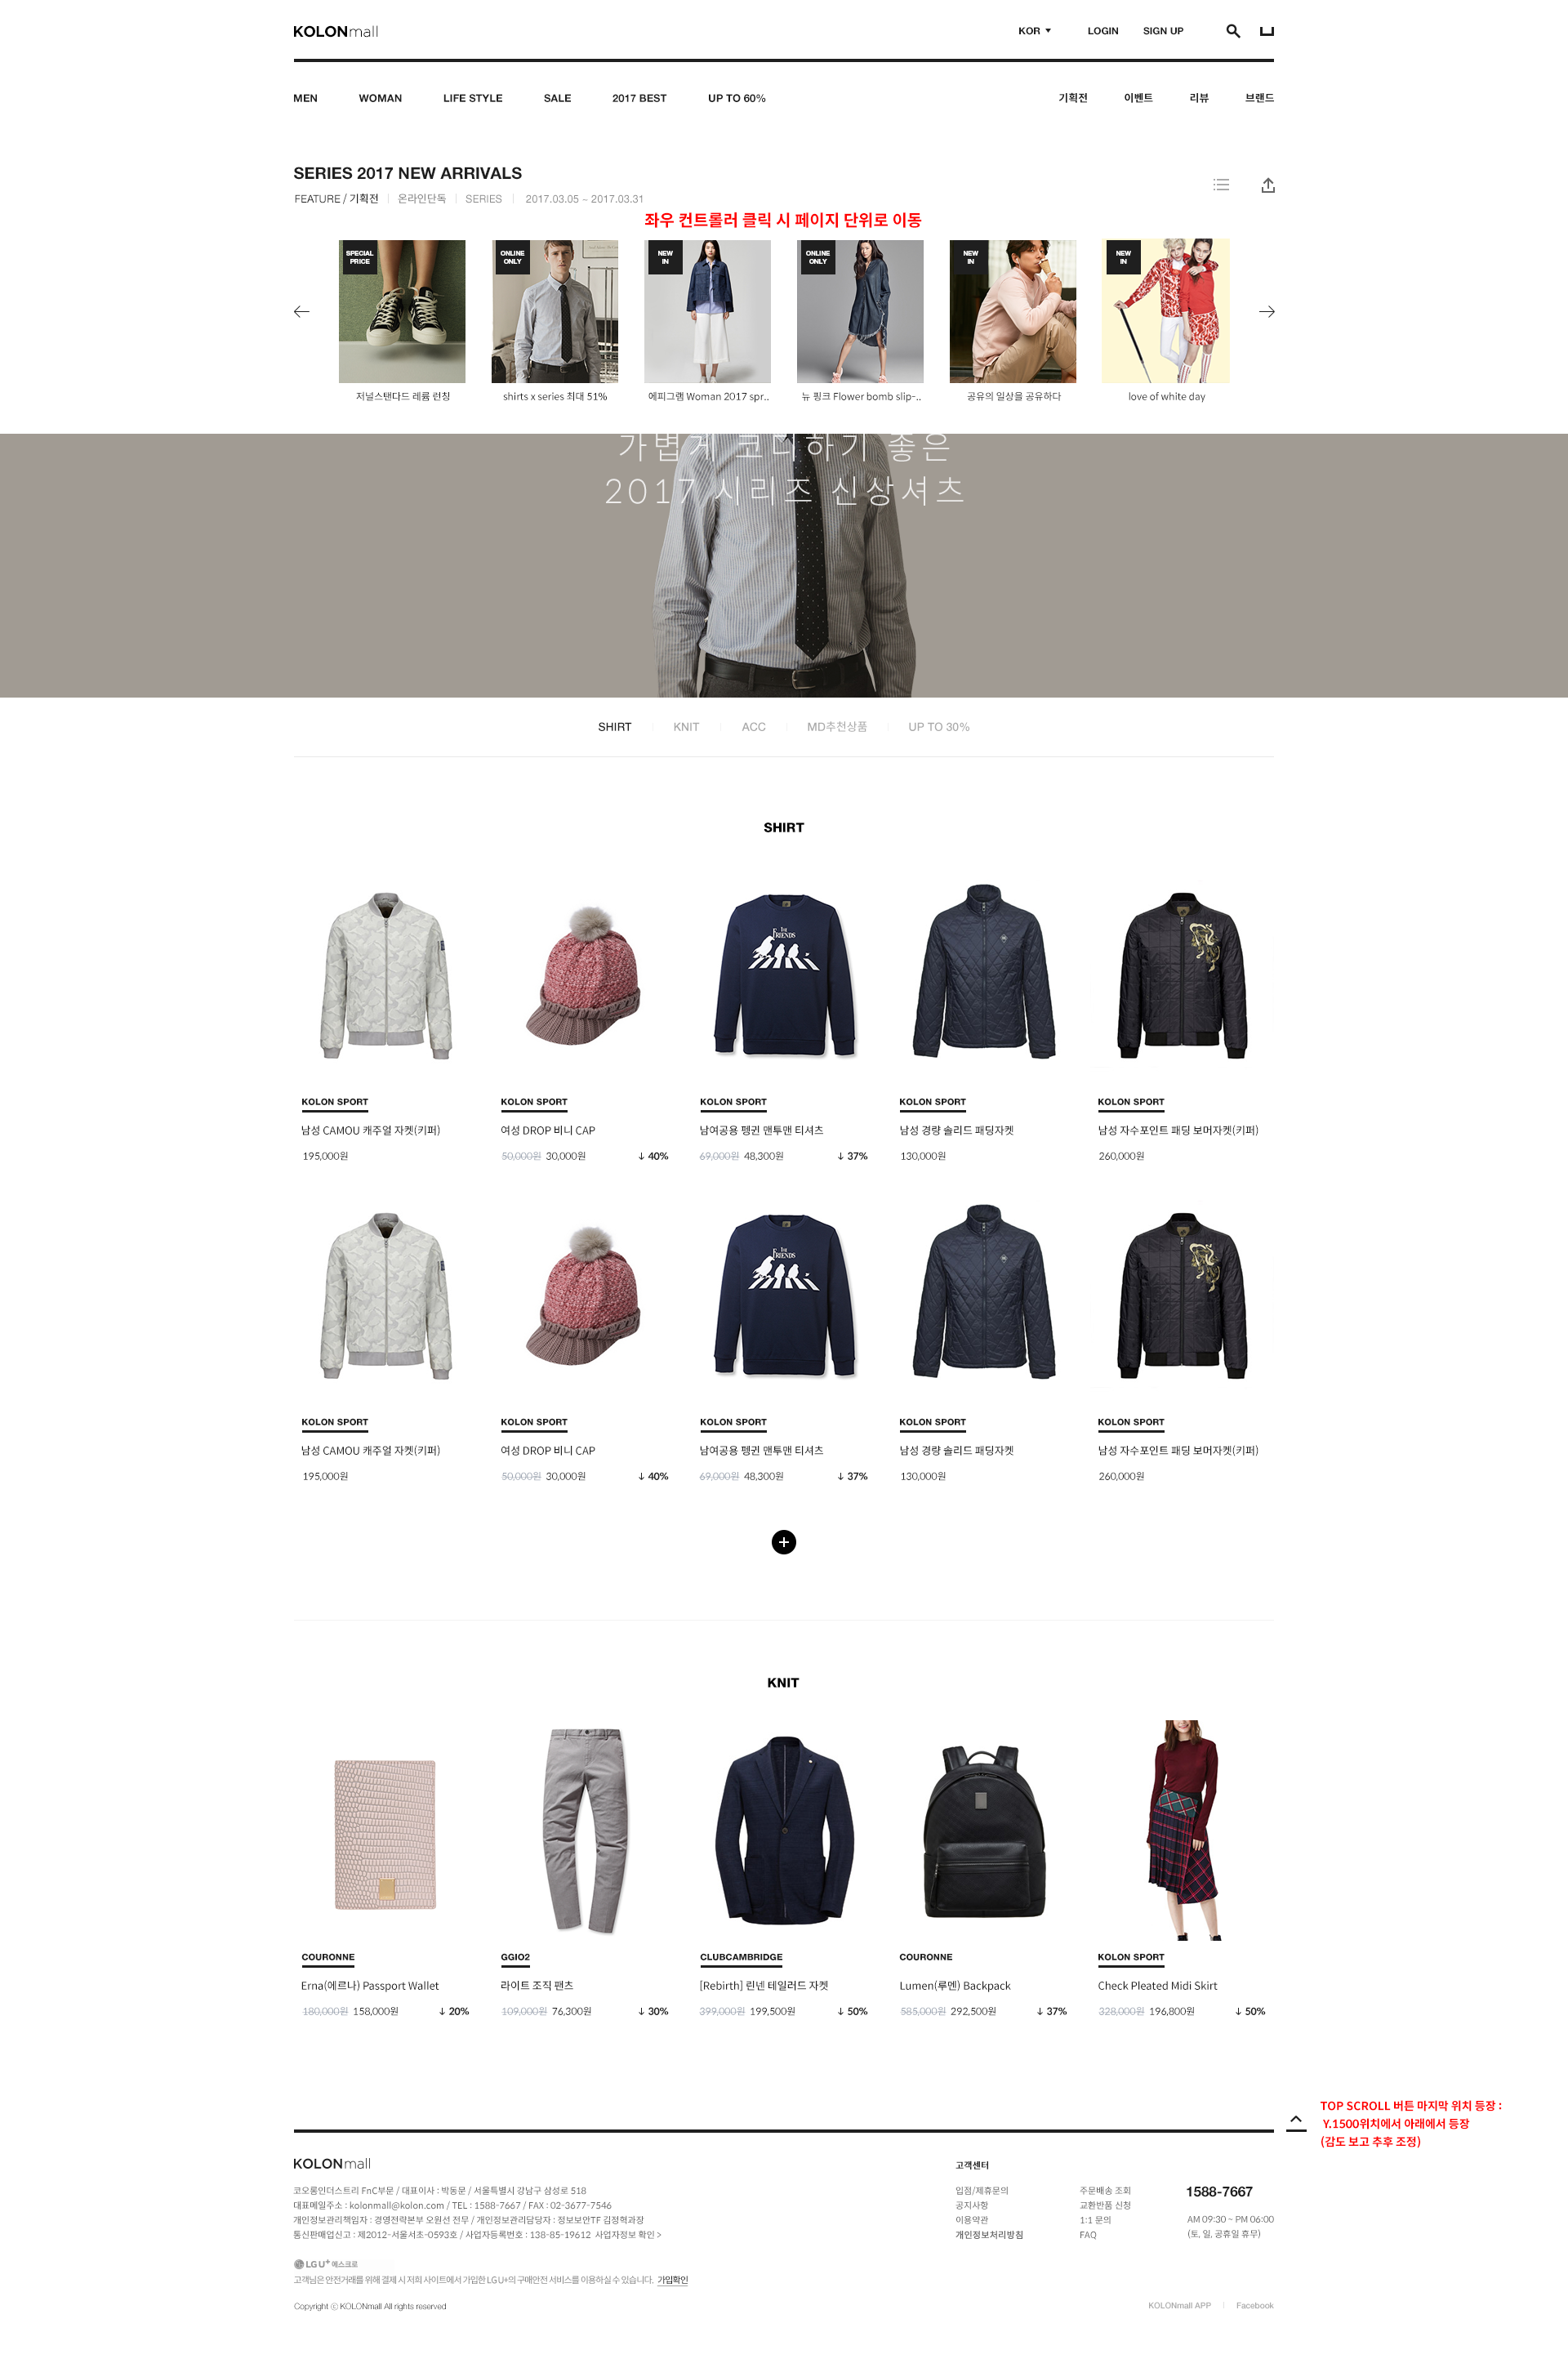 KOLONmall
KOR ▼ LOGIN SIGN UP
MEN WOMAN LIFE STYLE SALE 2017 BEST UP TO 60% 기획전 이벤트 리뷰 브랜드
SERIES 2017 NEW ARRIVALS
FEATURE / 기획전 | 온라인단독 | SERIES | 2017.03.05 ~ 2017.03.31
좌우 컨트롤러 클릭 시 페이지 단위로 이동
SPECIAL PRICE
ONLINE ONLY
NEW IN
ONLINE ONLY
NEW IN
NEW IN
저널스탠다드 레륨 런칭
shirts x series 최대 51%
에피그램 Woman 2017 spr..
뉴 핑크 Flower bomb slip-..
공유의 일상을 공유하다
love of white day
가볍게 코디하기 좋은
2017 시리즈 신상셔츠
SHIRT | KNIT | ACC | MD추천상품 | UP TO 30%
SHIRT
THE FRIENDS
KOLON SPORT
남성 CAMOU 캐주얼 자켓(키퍼)
195,000원
KOLON SPORT
여성 DROP 비니 CAP
50,000원 30,000원 ↓ 40%
KOLON SPORT
남여공용 펭귄 맨투맨 티셔츠
69,000원 48,300원 ↓ 37%
KOLON SPORT
남성 경량 솔리드 패딩자켓
130,000원
KOLON SPORT
남성 자수포인트 패딩 보머자켓(키퍼)
260,000원
THE FRIENDS
KOLON SPORT
남성 CAMOU 캐주얼 자켓(키퍼)
195,000원
KOLON SPORT
여성 DROP 비니 CAP
50,000원 30,000원 ↓ 40%
KOLON SPORT
남여공용 펭귄 맨투맨 티셔츠
69,000원 48,300원 ↓ 37%
KOLON SPORT
남성 경량 솔리드 패딩자켓
130,000원
KOLON SPORT
남성 자수포인트 패딩 보머자켓(키퍼)
260,000원
KNIT
COURONNE
Erna(에르나) Passport Wallet
180,000원 158,000원 ↓ 20%
GGIO2
라이트 조직 팬츠
109,000원 76,300원 ↓ 30%
CLUBCAMBRIDGE
[Rebirth] 린넨 테일러드 자켓
399,000원 199,500원 ↓ 50%
COURONNE
Lumen(루멘) Backpack
585,000원 292,500원 ↓ 37%
KOLON SPORT
Check Pleated Midi Skirt
328,000원 196,800원 ↓ 50%
TOP SCROLL 버튼 마지막 위치 등장 :
Y.1500위치에서 아래에서 등장
(감도 보고 추후 조정)
KOLONmall
코오롱인더스트리 FnC부문 / 대표이사 : 박동문 / 서울특별시 강남구 삼성로 518
대표메일주소 : kolonmall@kolon.com / TEL : 1588-7667 / FAX : 02-3677-7546
개인정보관리책임자 : 경영전략본부 오원선 전무 / 개인정보관리담당자 : 정보보안TF 김정혁과장
통신판매업신고 : 제2012-서울서초-0593호 / 사업자등록번호 : 138-85-19612 사업자정보 확인 >
고객센터
입점/제휴문의
공지사항
이용약관
개인정보처리방침
주문배송 조회
교환반품 신청
1:1 문의
FAQ
1588-7667
AM 09:30 ~ PM 06:00
(토, 일, 공휴일 휴무)
LG U+ 에스크로
고객님은 안전거래를 위해 결제 시 저희 사이트에서 가입한 LG U+의 구매안전 서비스를 이용하실 수 있습니다. 가입확인
Copyright ⓒ KOLONmall All rights reserved
KOLONmall APP | Facebook